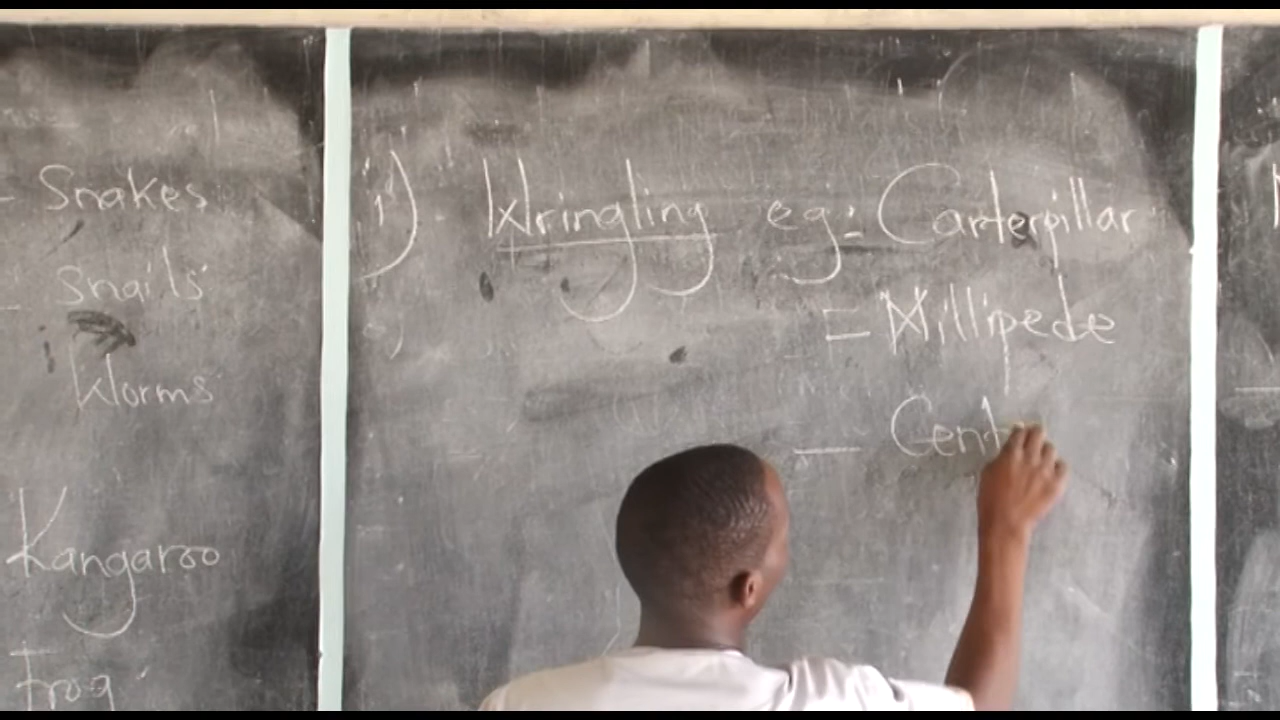 - Snakes
- Snails
Worms
Kangaroo
frog
i) Wringling eg:- Carterpillar
= Millipede
- Cent